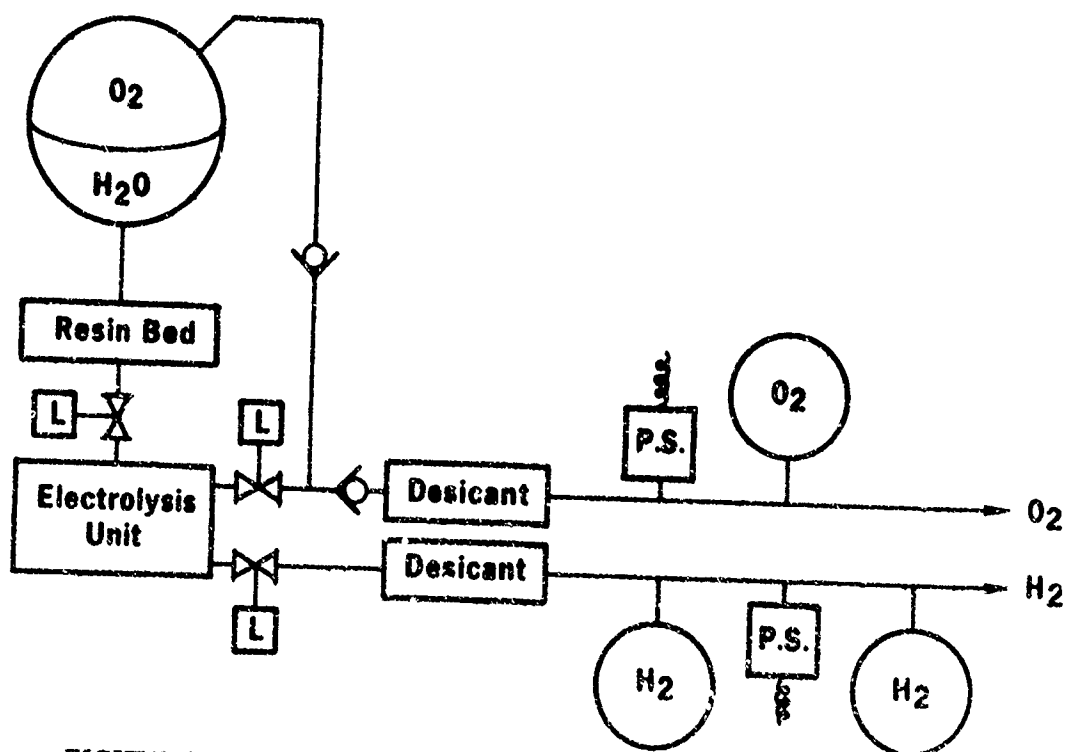 O2
H2O
Resin Bed
L
L
Electrolysis
Unit
Desicant
P.S.
O2
O2
Desicant
H2
L
H2
P.S.
H2